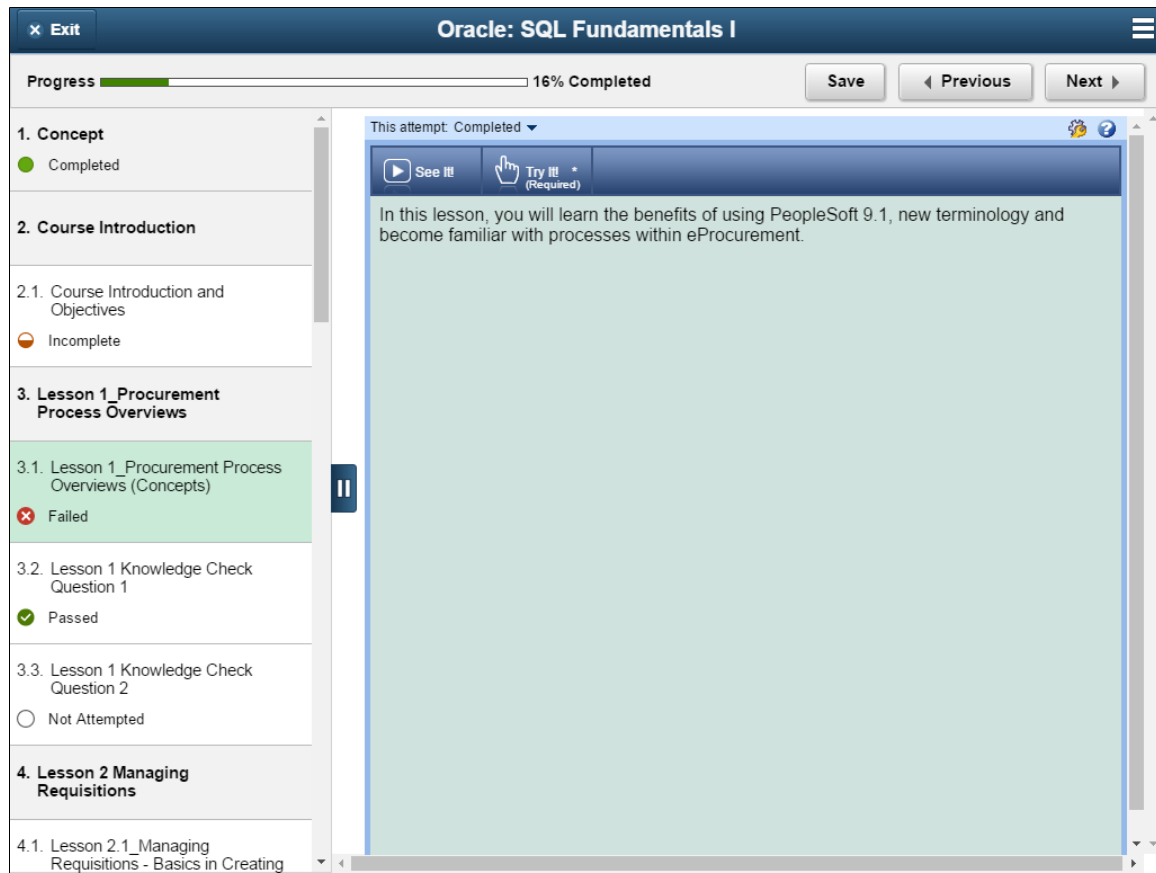 Exit
Oracle: SQL Fundamentals I
Progress
16% Completed
Save
Previous
Next
1. Concept
Completed
2. Course Introduction
2.1. Course Introduction and
Objectives
Incomplete
3. Lesson 1_Procurement
Process Overviews
3.1. Lesson 1_Procurement Process
Overviews (Concepts)
Failed
3.2. Lesson 1 Knowledge Check
Question 1
Passed
3.3. Lesson 1 Knowledge Check
Question 2
Not Attempted
4. Lesson 2 Managing
Requisitions
4.1. Lesson 2.1_Managing
Requisitions - Basics in Creating
This attempt: Completed
See It!
Try It! *
(Required)
In this lesson, you will learn the benefits of using PeopleSoft 9.1, new terminology and
become familiar with processes within eProcurement.